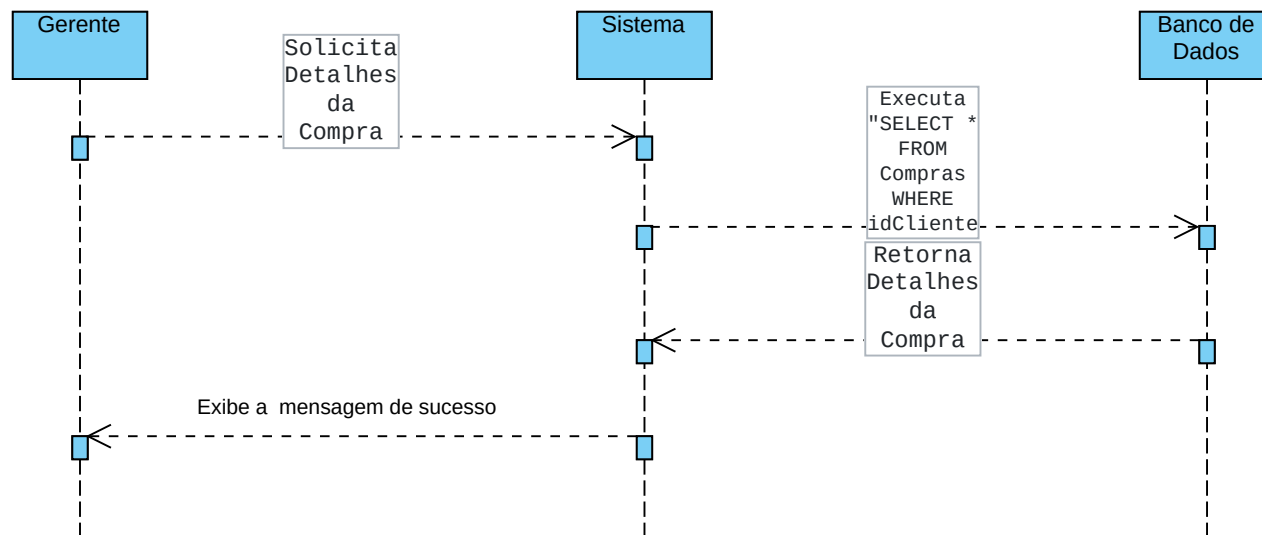 Gerente
Sistema
Banco de
Dados
Solicita
Detalhes
da
Compra
Executa
"SELECT *
FROM
Compras
WHERE
idCliente
Retorna
Detalhes
da
Compra
Exibe a  mensagem de sucesso